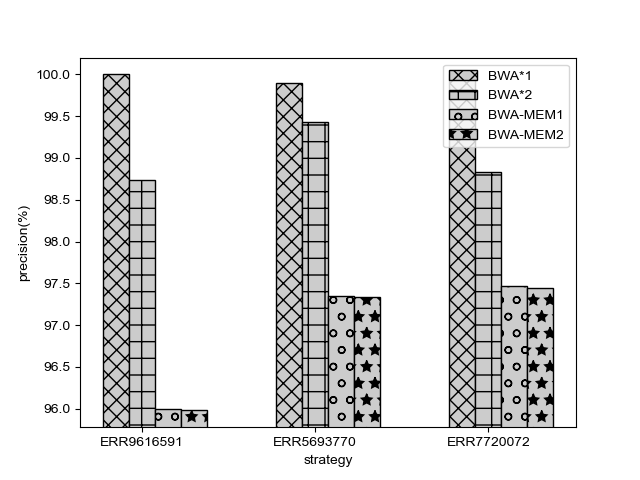 BWA*1
BWA*2
BWA-MEM1
BWA-MEM2
100.0
99.5
99.0
98.5
98.0
97.5
97.0
96.5
96.0
precision(%)
ERR9616591 ERR5693770 ERR7720072
strategy